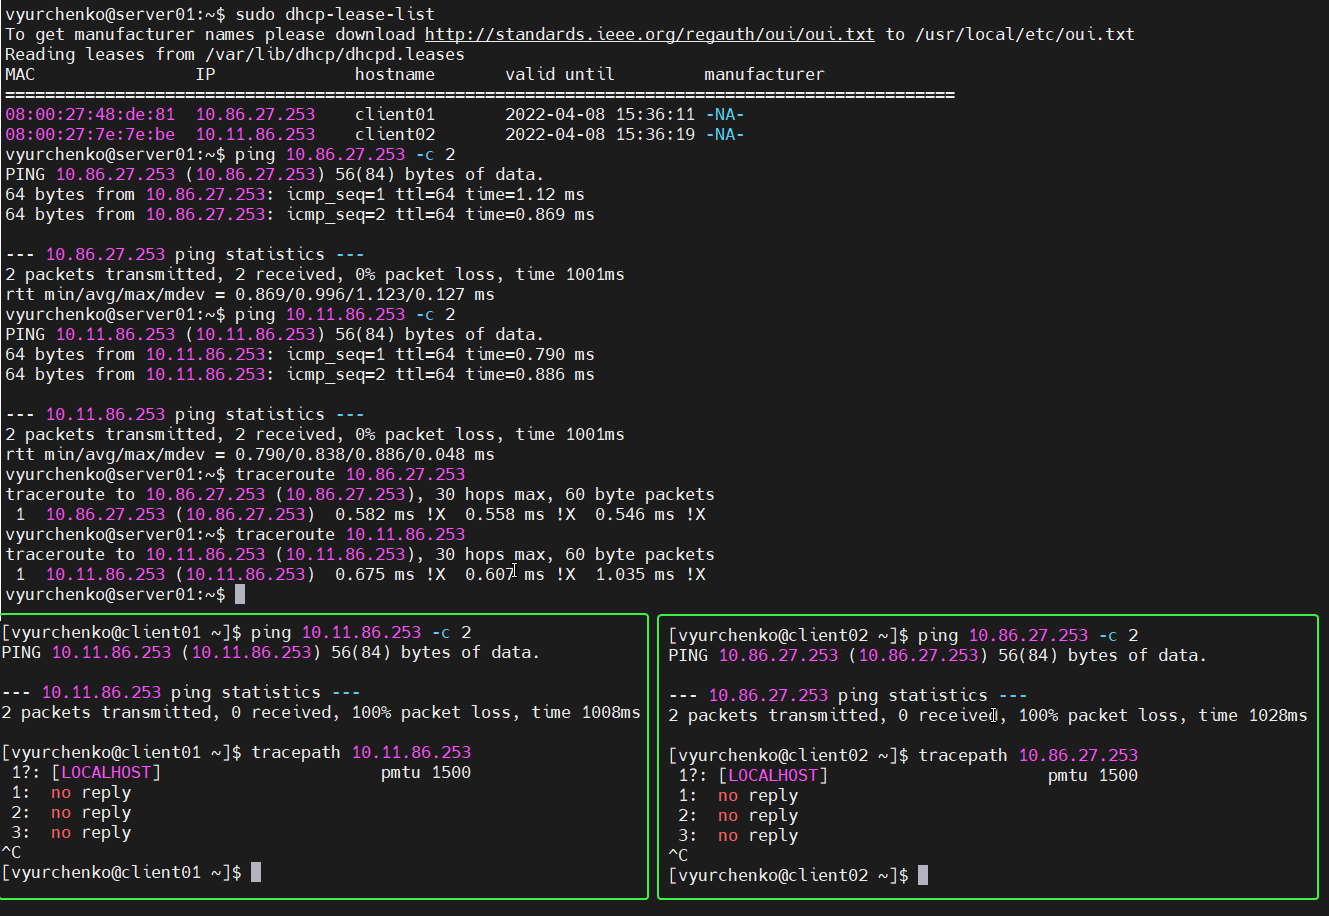 vyurchenko@server01:~$ sudo dhcp-lease-list
To get manufacturer names please download http://standards.ieee.org/regauth/oui/oui.txt to /usr/local/etc/oui.txt
Reading leases from /var/lib/dhcp/dhcpd.leases
MAC                IP              hostname       valid until         manufacturer
===============================================================================================
08:00:27:48:de:81  10.86.27.253    client01       2022-04-08 15:36:11 -NA-
08:00:27:7e:7e:be  10.11.86.253    client02       2022-04-08 15:36:19 -NA-
vyurchenko@server01:~$ ping 10.86.27.253 -c 2
PING 10.86.27.253 (10.86.27.253) 56(84) bytes of data.
64 bytes from 10.86.27.253: icmp_seq=1 ttl=64 time=1.12 ms
64 bytes from 10.86.27.253: icmp_seq=2 ttl=64 time=0.869 ms

--- 10.86.27.253 ping statistics ---
2 packets transmitted, 2 received, 0% packet loss, time 1001ms
rtt min/avg/max/mdev = 0.869/0.996/1.123/0.127 ms
vyurchenko@server01:~$ ping 10.11.86.253 -c 2
PING 10.11.86.253 (10.11.86.253) 56(84) bytes of data.
64 bytes from 10.11.86.253: icmp_seq=1 ttl=64 time=0.790 ms
64 bytes from 10.11.86.253: icmp_seq=2 ttl=64 time=0.886 ms

--- 10.11.86.253 ping statistics ---
2 packets transmitted, 2 received, 0% packet loss, time 1001ms
rtt min/avg/max/mdev = 0.790/0.838/0.886/0.048 ms
vyurchenko@server01:~$ traceroute 10.86.27.253
traceroute to 10.86.27.253 (10.86.27.253), 30 hops max, 60 byte packets
 1  10.86.27.253 (10.86.27.253)  0.582 ms !X  0.558 ms !X  0.546 ms !X
vyurchenko@server01:~$ traceroute 10.11.86.253
traceroute to 10.11.86.253 (10.11.86.253), 30 hops max, 60 byte packets
 1  10.11.86.253 (10.11.86.253)  0.675 ms !X  0.607 ms !X  1.035 ms !X
vyurchenko@server01:~$
[vyurchenko@client01 ~]$ ping 10.11.86.253 -c 2
PING 10.11.86.253 (10.11.86.253) 56(84) bytes of data.

--- 10.11.86.253 ping statistics ---
2 packets transmitted, 0 received, 100% packet loss, time 1008ms

[vyurchenko@client01 ~]$ tracepath 10.11.86.253
 1?: [LOCALHOST]                      pmtu 1500
 1:  no reply
 2:  no reply
 3:  no reply
^C
[vyurchenko@client01 ~]$
[vyurchenko@client02 ~]$ ping 10.86.27.253 -c 2
PING 10.86.27.253 (10.86.27.253) 56(84) bytes of data.

--- 10.86.27.253 ping statistics ---
2 packets transmitted, 0 received, 100% packet loss, time 1028ms

[vyurchenko@client02 ~]$ tracepath 10.86.27.253
 1?: [LOCALHOST]                      pmtu 1500
 1:  no reply
 2:  no reply
 3:  no reply
^C
[vyurchenko@client02 ~]$